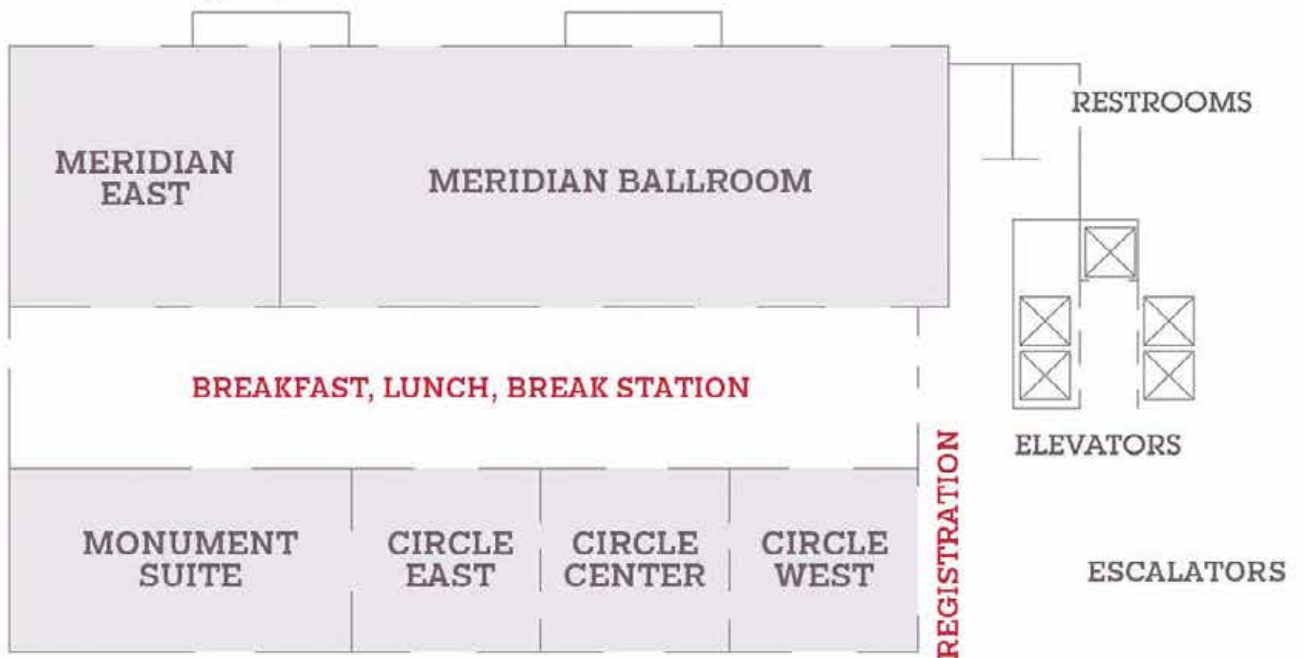 RESTROOMS
MERIDIAN
EAST
MERIDIAN BALLROOM
BREAKFAST, LUNCH, BREAK STATION
ELEVATORS
MONUMENT
SUITE
CIRCLE
EAST
CIRCLE
CENTER
CIRCLE
WEST
REGISTRATION
ESCALATORS